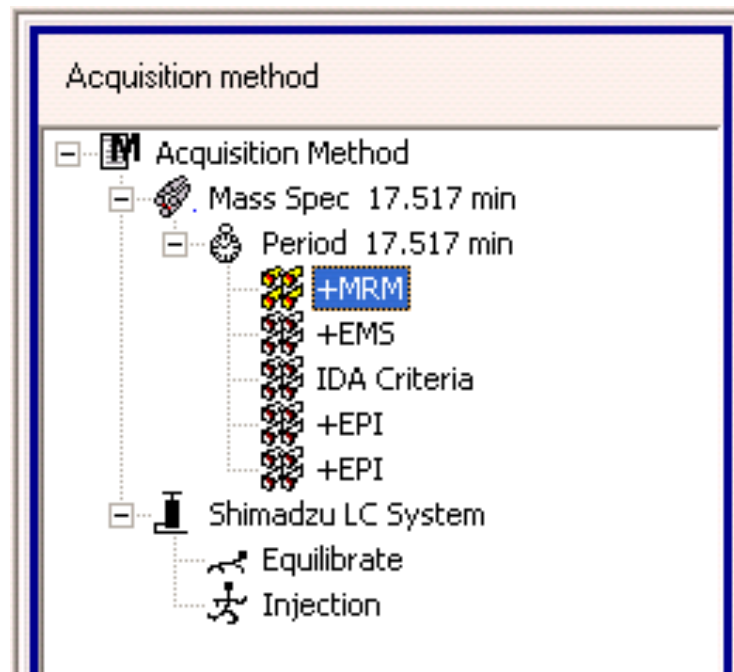 Acquisition method
Acquisition Method
Mass Spec 17.517 min
Period 17.517 min
+MRM
+EMS
IDA Criteria
+EPI
+EPI
Shimadzu LC System
Equilibrate
Injection